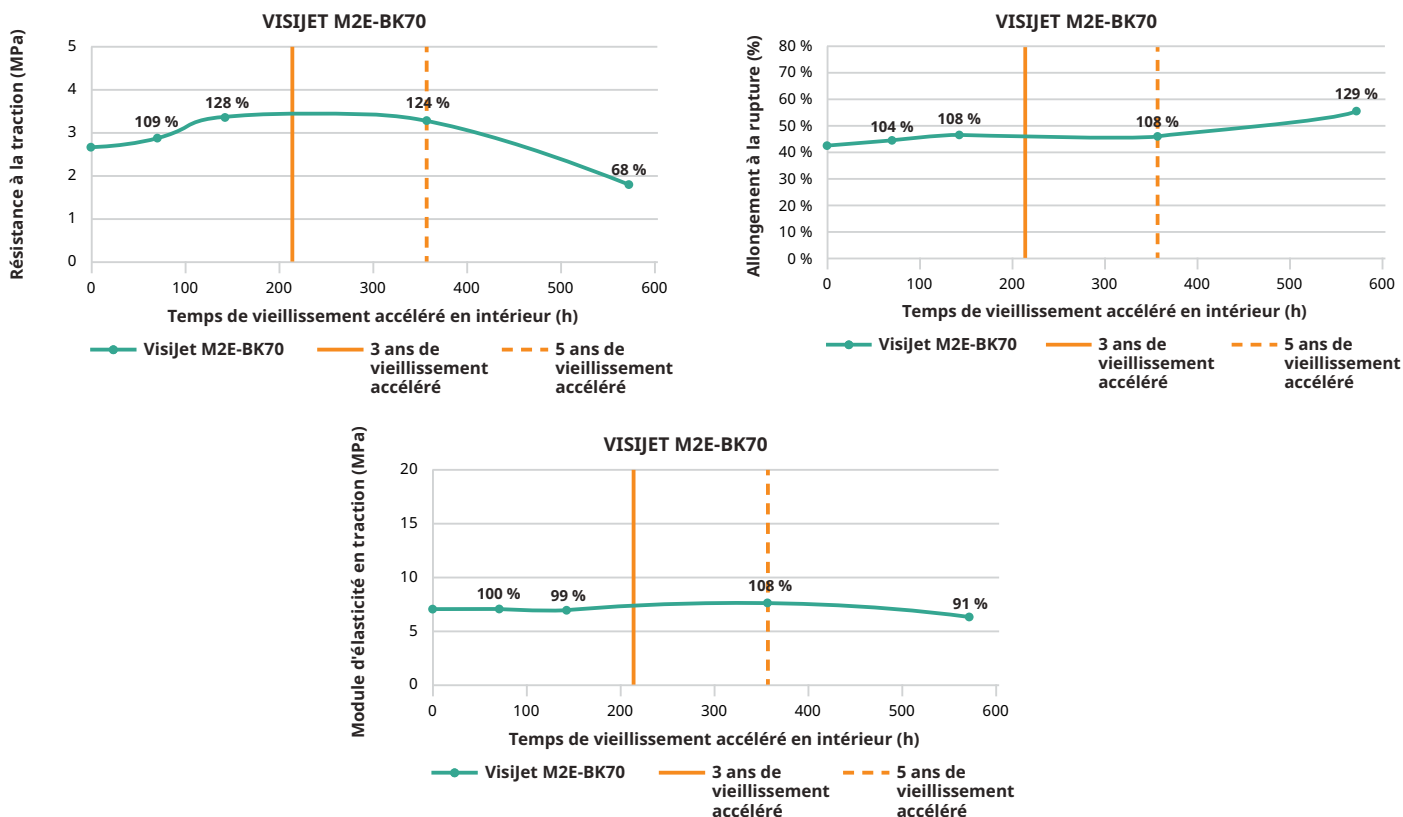 VISIJET M2E-BK70
Résistance à la traction (MPa)
5
4
3
2
1
0
109 %
128 %
124 %
68 %
0
100
200
300
400
500
600
Temps de vieillissement accéléré en intérieur (h)
VisiJet M2E-BK70
3 ans de
vieillissement
accéléré
5 ans de
vieillissement
accéléré
VISIJET M2E-BK70
Allongement à la rupture (%)
80 %
70 %
60 %
50 %
40 %
30 %
20 %
10 %
0 %
104 %
108 %
108 %
129 %
0
100
200
300
400
500
600
Temps de vieillissement accéléré en intérieur (h)
VisiJet M2E-BK70
3 ans de
vieillissement
accéléré
5 ans de
vieillissement
accéléré
VISIJET M2E-BK70
Module d'élasticité en traction (MPa)
20
15
10
5
0
100 %
99 %
108 %
91 %
0
100
200
300
400
500
600
Temps de vieillissement accéléré en intérieur (h)
VisiJet M2E-BK70
3 ans de
vieillissement
accéléré
5 ans de
vieillissement
accéléré